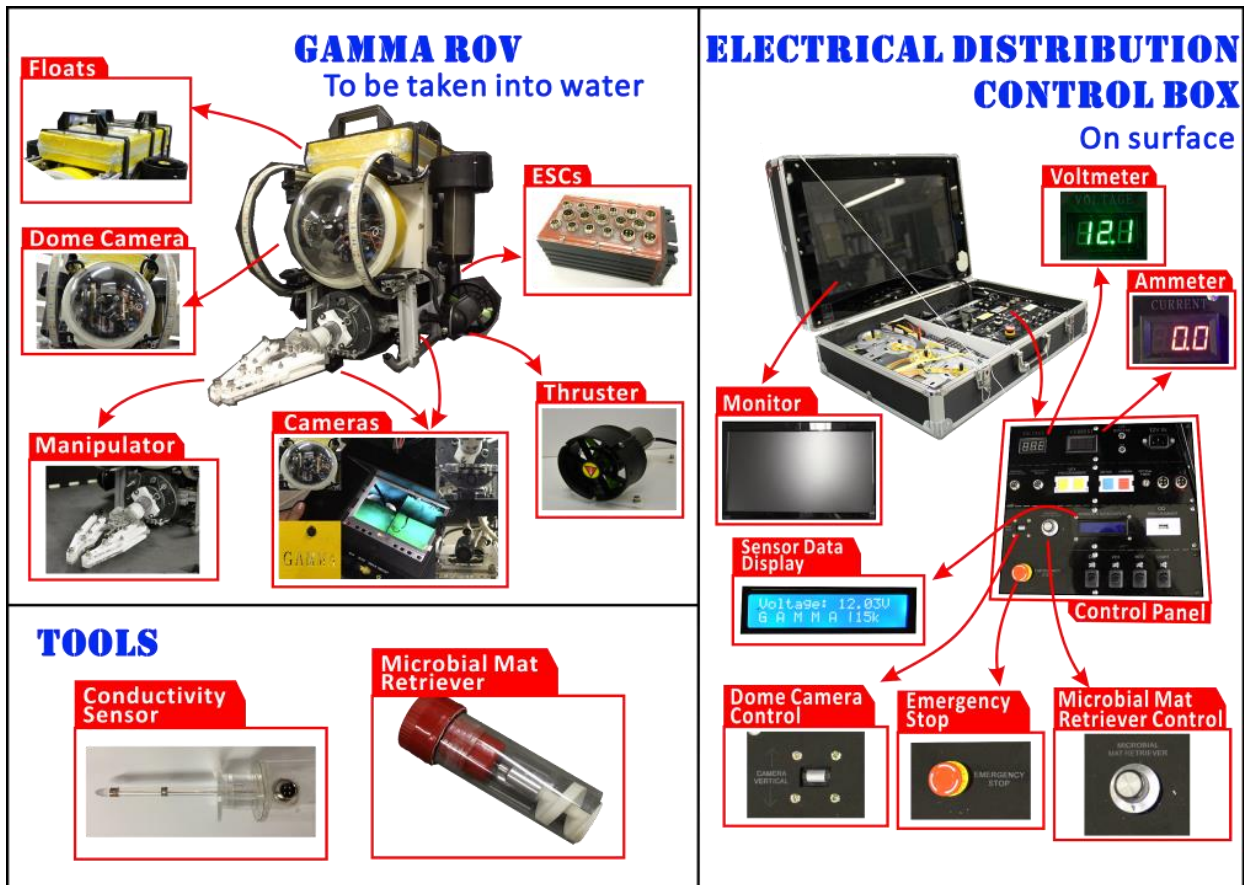 GAMMA ROV
To be taken into water
Floats
Dome Camera
ESCs
Manipulator
Cameras
GAMMA
Thruster
TOOLS
Conductivity
Sensor
Microbial Mat
Retriever
ELECTRICAL DISTRIBUTION
CONTROL BOX
On surface
Voltmeter
VOLTAGE
12.1
Ammeter
CURRENT
0.0
Monitor
Sensor Data
Display
Voltage: 12.03V
G A M M A |15k
Control Panel
Dome Camera
Control
CAMERA
VERTICAL
Emergency
Stop
EMERGENCY
STOP
Microbial Mat
Retriever Control
MICROBIAL
MAT RETRIEVER